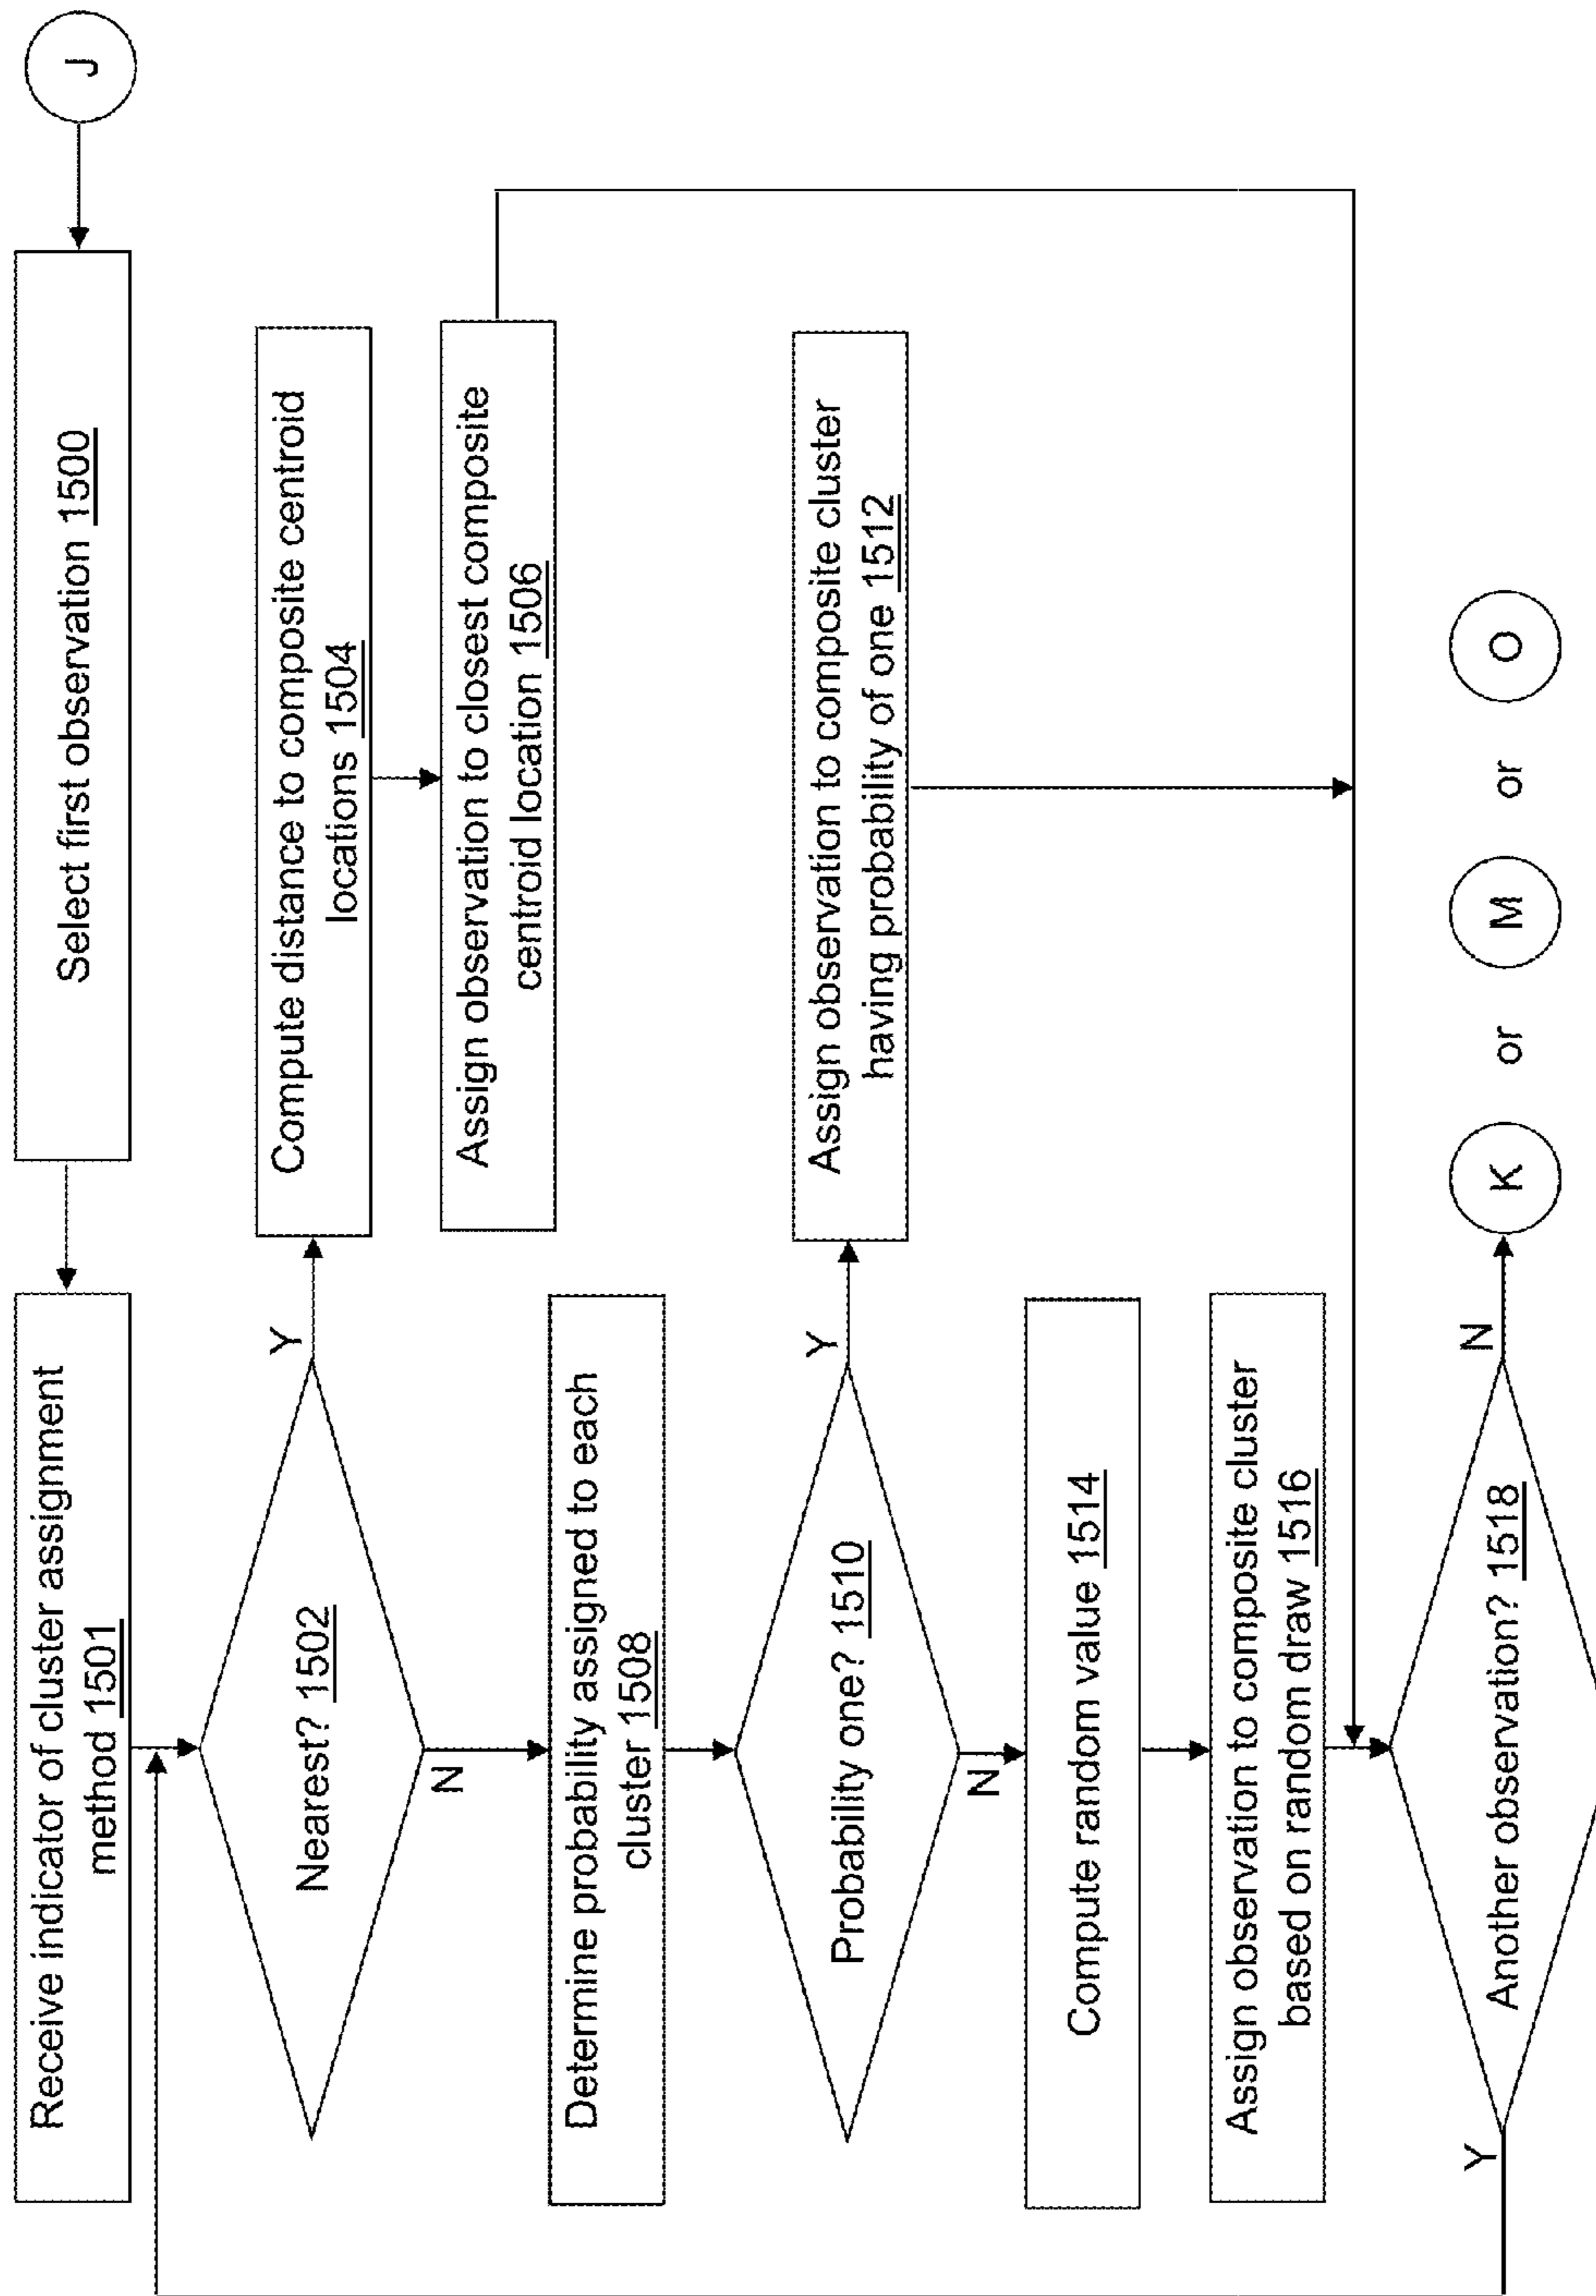 J
Select first observation 1500
Receive indicator of cluster assignment
method 1501
Nearest? 1502
Y
N
Compute distance to composite centroid
locations 1504
Assign observation to closest composite
centroid location 1506
Determine probability assigned to each
cluster 1508
Probability one? 1510
Y
N
Assign observation to composite cluster
having probability of one 1512
Compute random value 1514
Assign observation to composite cluster
based on random draw 1516
Another observation? 1518
Y
N
K or M or O